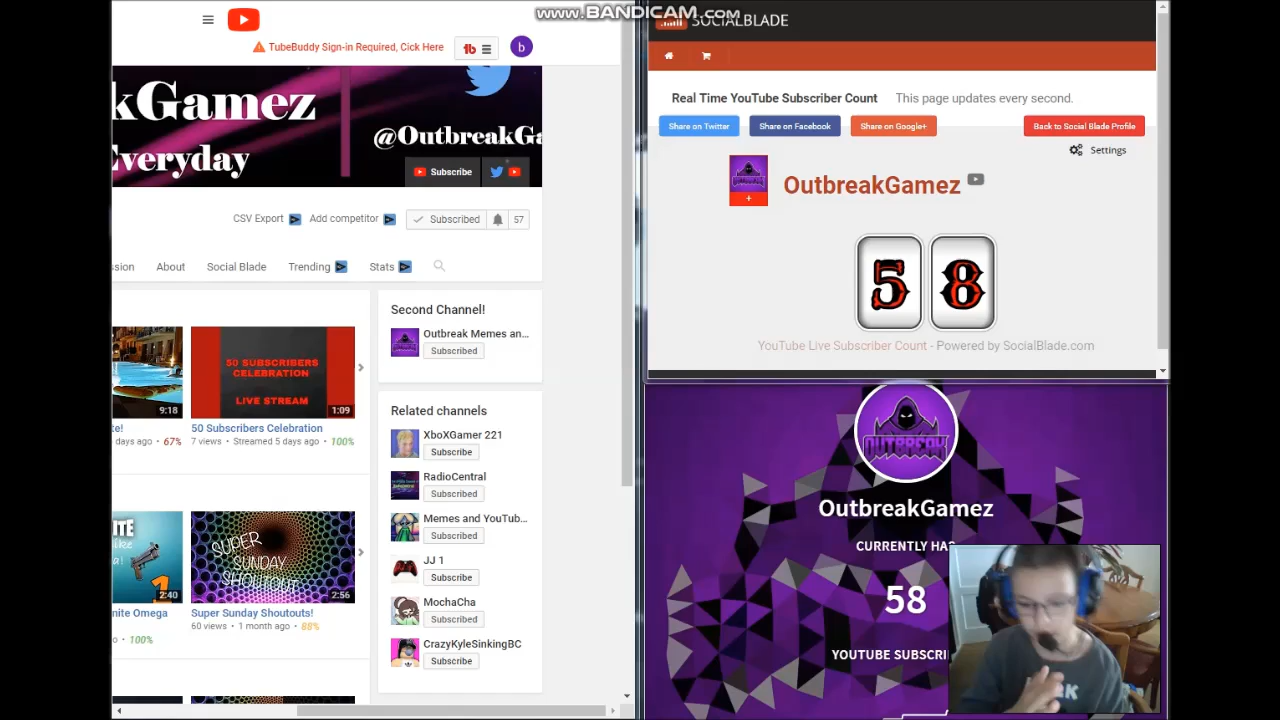 www.BANDICAM.com
TubeBuddy Sign-in Required, Cick Here
tb
b
kGamez
Everyday
@OutbreakGa
Subscribe
CSV Export
Add competitor
Subscribed
57
ssion
About
Social Blade
Trending
Stats
9:18
te!
days ago • 67%
50 SUBSCRIBERS
CELEBRATION
LIVE STREAM
1:09
50 Subscribers Celebration
7 views • Streamed 5 days ago • 100%
Second Channel!
Outbreak Memes an...
Subscribed
Related channels
XboXGamer 221
Subscribe
RadioCentral
Subscribed
Memes and YouTub...
Subscribed
JJ 1
Subscribe
MochaCha
Subscribed
CrazyKyleSinkingBC
Subscribe
2:40
nite Omega
• 100%
SUPER
SUNDAY
SHOUTOUT
2:56
Super Sunday Shoutouts!
60 views • 1 month ago • 88%
SOCIALBLADE
Real Time YouTube Subscriber Count
This page updates every second.
Share on Twitter
Share on Facebook
Share on Google+
Back to Social Blade Profile
Settings
OutbreakGamez
58
YouTube Live Subscriber Count - Powered by SocialBlade.com
OUTBREAK
OutbreakGamez
CURRENTLY HAS
58
YOUTUBE SUBSCRI